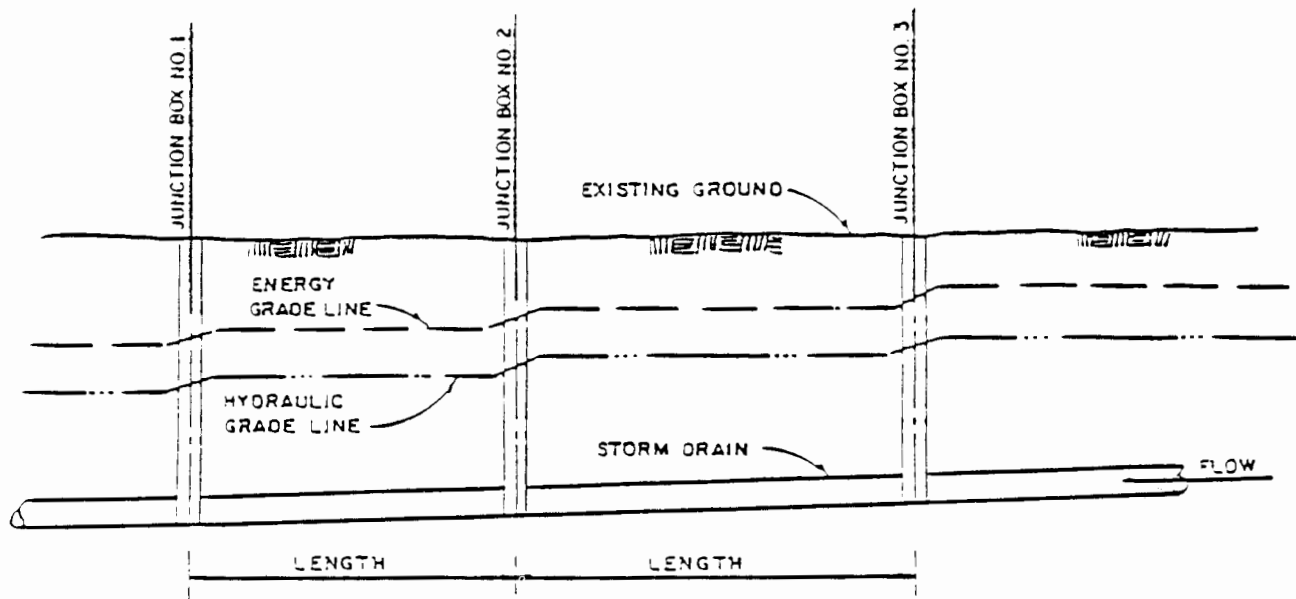 JUNCTION BOX NO. 1
JUNCTION BOX NO. 2
JUNCTION BOX NO. 3
EXISTING GROUND
ENERGY
GRADE LINE
HYDRAULIC
GRADE LINE
STORM DRAIN
FLOW
LENGTH
LENGTH